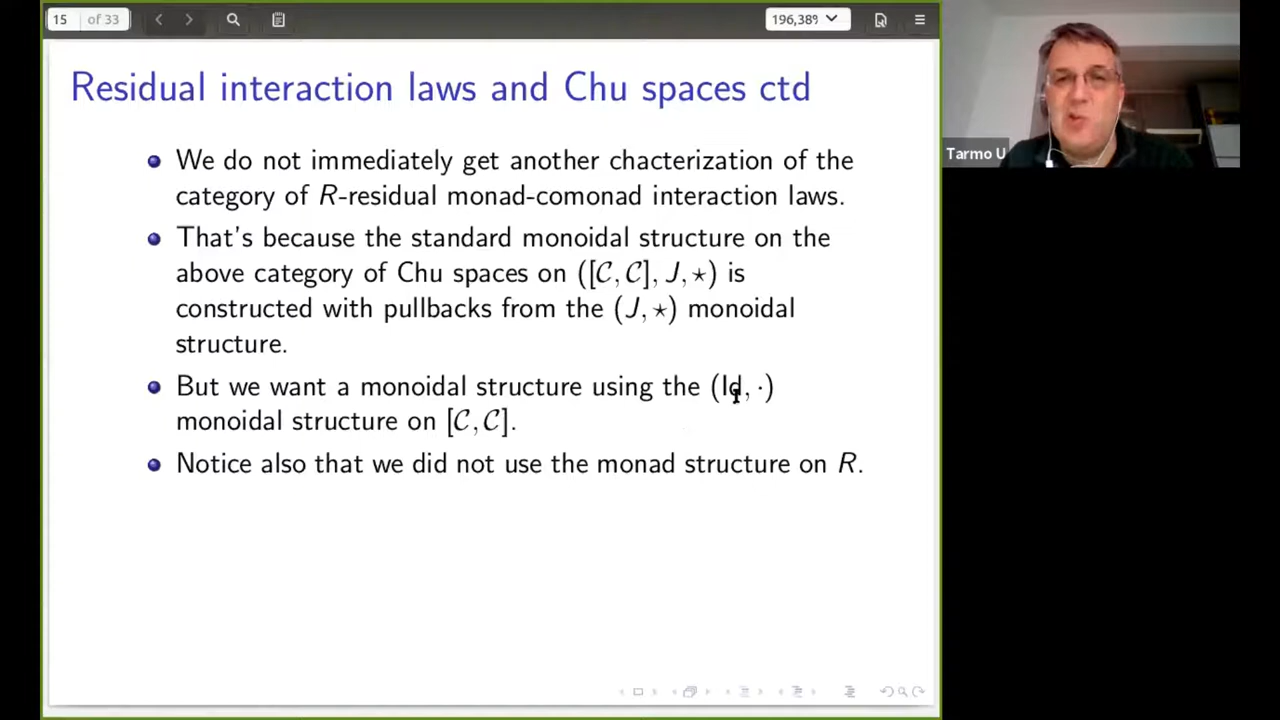 15 of 33
196,38%
Residual interaction laws and Chu spaces ctd
We do not immediately get another chacterization of the
category of R-residual monad-comonad interaction laws.
That's because the standard monoidal structure on the
above category of Chu spaces on ([C, C], J, ⋆) is
constructed with pullbacks from the (J, ⋆) monoidal
structure.
But we want a monoidal structure using the (Id, ·)
monoidal structure on [C, C].
Notice also that we did not use the monad structure on R.
Tarmo U